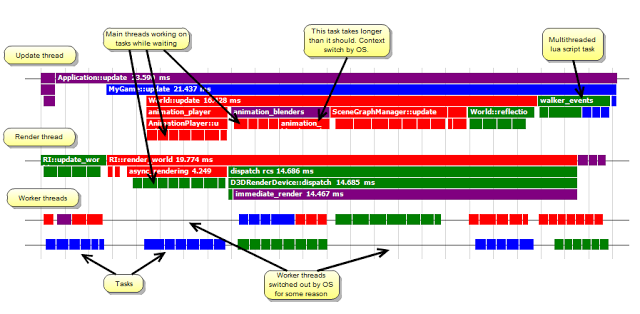 Main threads working on
tasks while waiting
This task takes longer
than it should. Context
switch by OS.
Multithreaded
lua script task
Update thread
Application::update 23.590 ms
MyGame::update 21.437 ms
World::update 16.428 ms
walker_events
animation_player
animation_blenders
SceneGraphManager::update
World::reflectio
AnimationPlayer::u
animation_
Render thread
RI::update_wor
RI::render_world 19.774 ms
async_rendering 4.249
dispatch rcs 14.686 ms
D3DRenderDevice::dispatch 14.685 ms
immediate_render 14.467 ms
Worker threads
Tasks
Worker threads
switched out by OS
for some reason